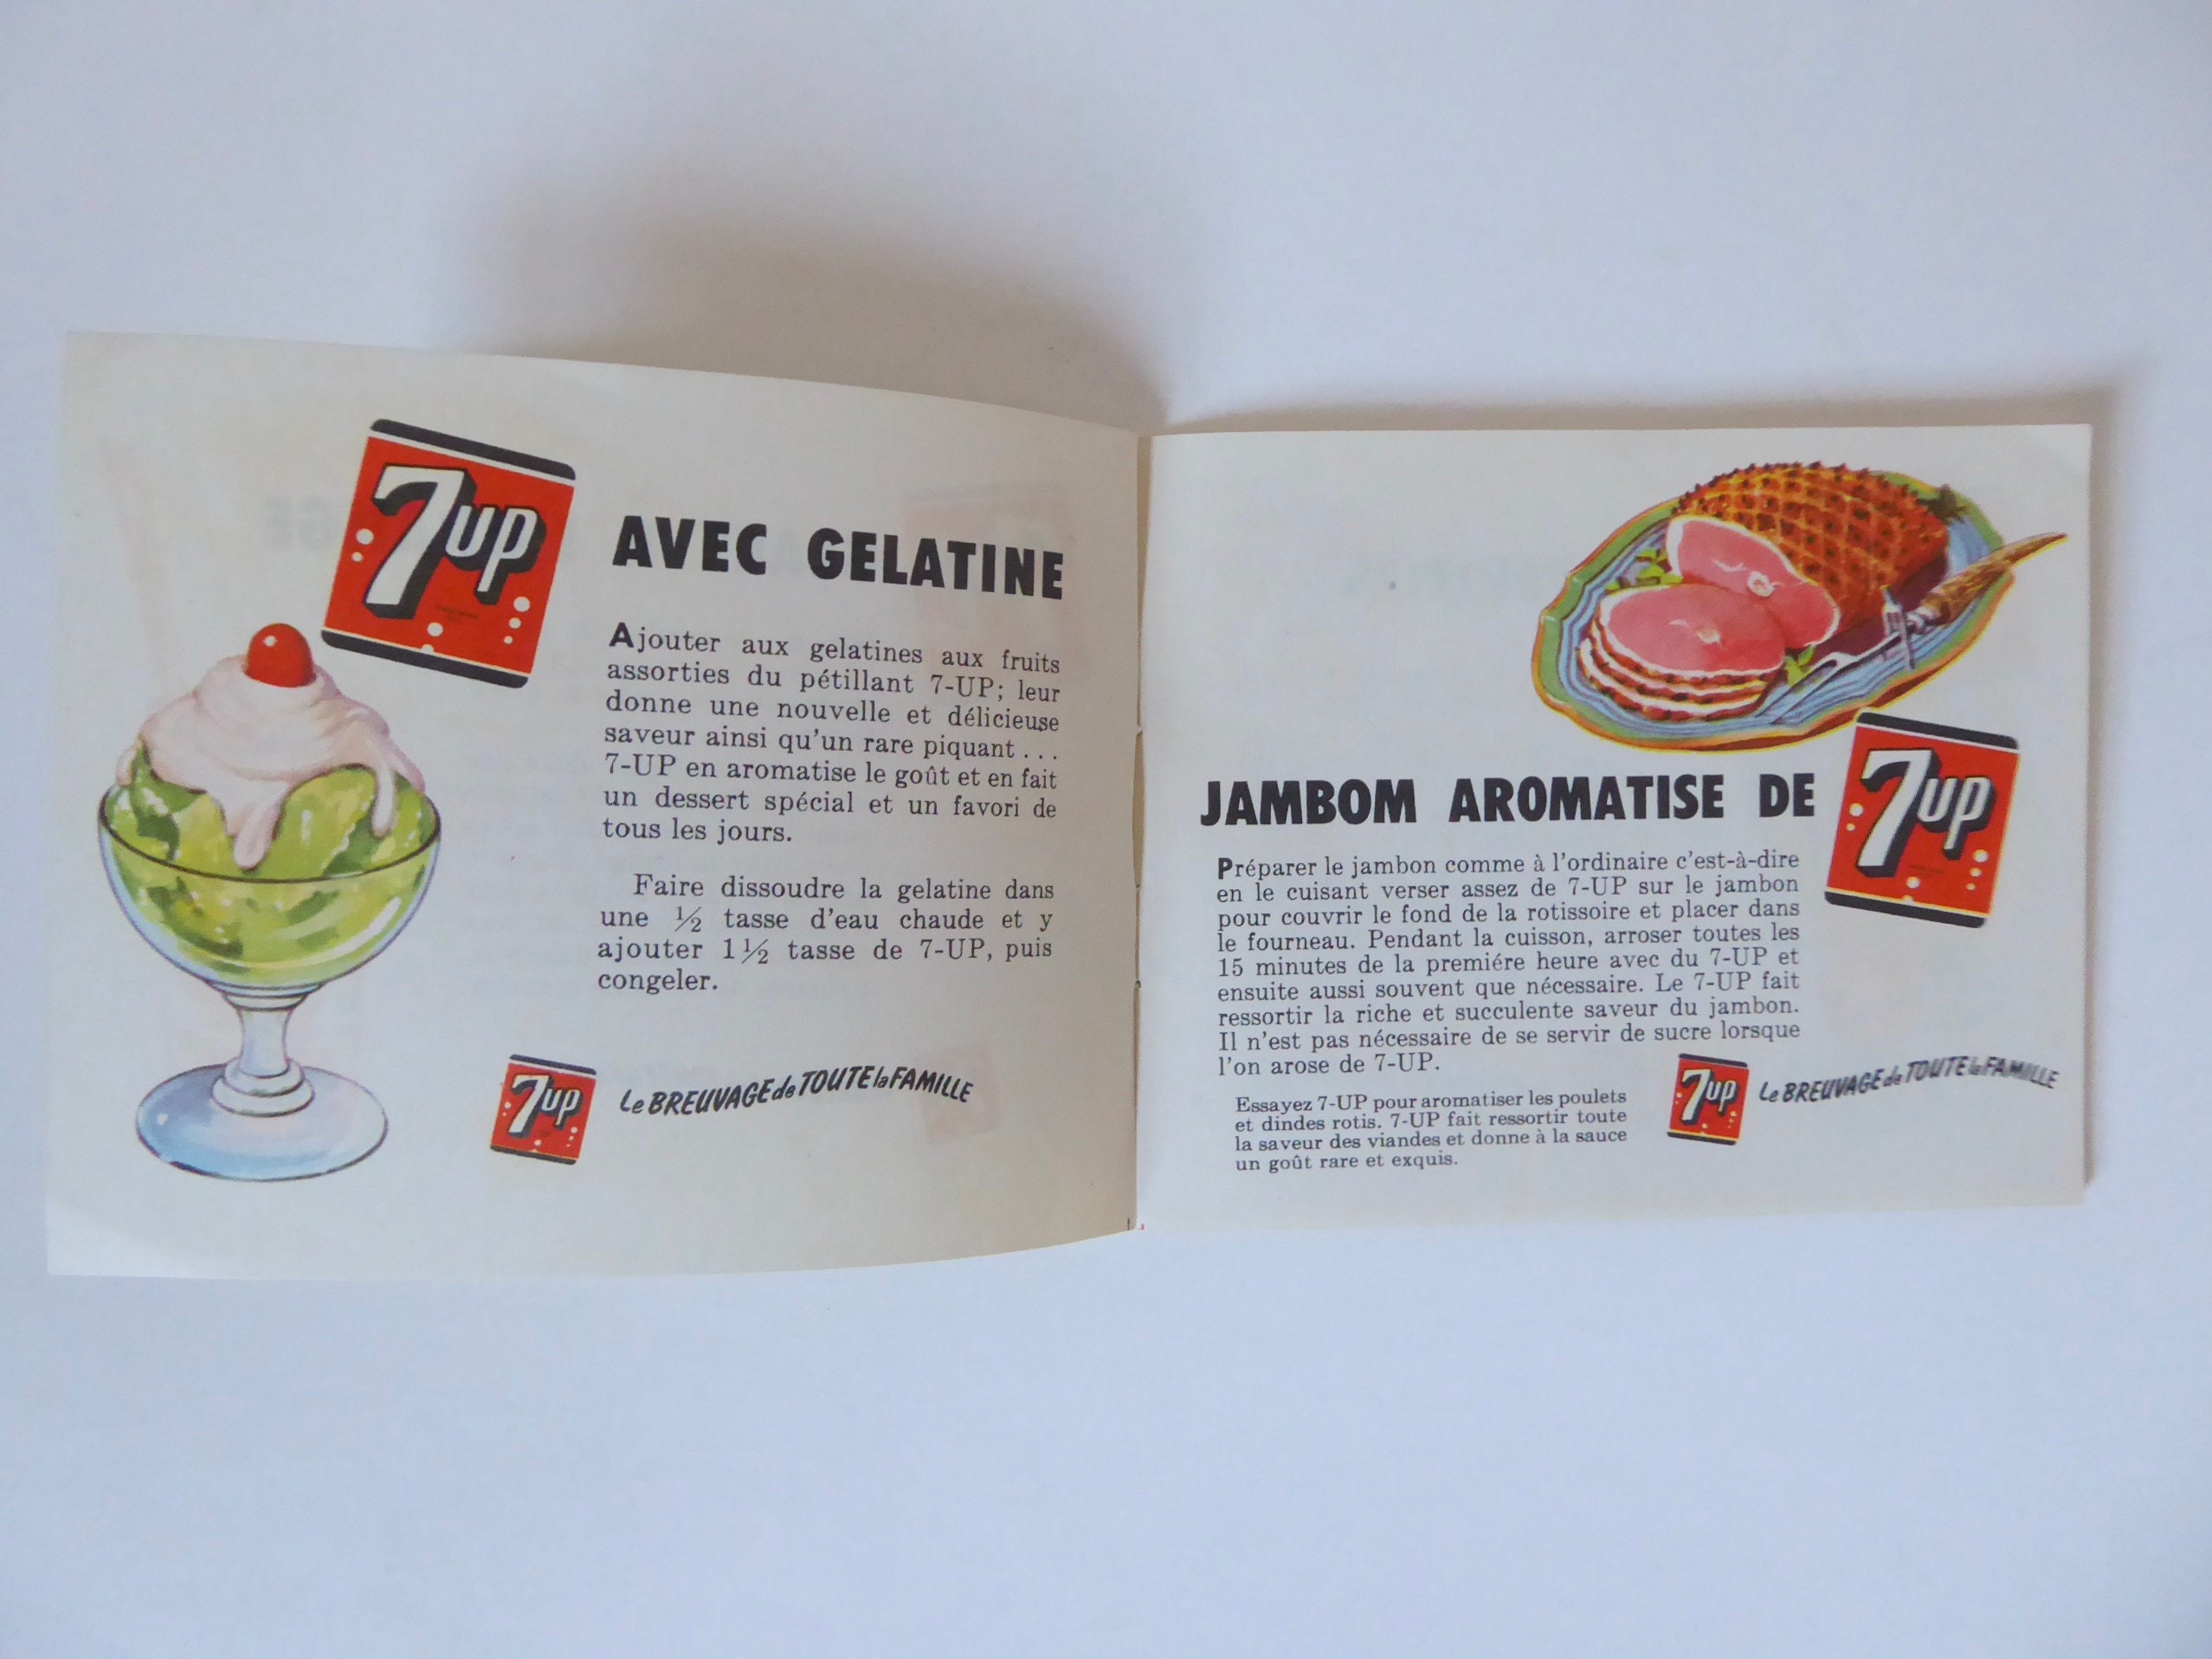 7up
AVEC GELATINE
Ajouter aux gelatines aux fruits
assorties du pétillant 7-UP; leur
donne une nouvelle et délicieuse
saveur ainsi qu'un rare piquant...
7-UP en aromatise le goût et en fait
un dessert spécial et un favori de
tous les jours.
Faire dissoudre la gelatine dans
une ½ tasse d'eau chaude et y
ajouter 1½ tasse de 7-UP, puis
congeler.
7up Le BREUVAGE de TOUTE la FAMILLE
JAMBOM AROMATISE DE 7up
Préparer le jambon comme à l'ordinaire c'est-à-dire
en le cuisant verser assez de 7-UP sur le jambon
pour couvrir le fond de la rotissoire et placer dans
le fourneau. Pendant la cuisson, arroser toutes les
15 minutes de la premiére heure avec du 7-UP et
ensuite aussi souvent que nécessaire. Le 7-UP fait
ressortir la riche et succulente saveur du jambon.
Il n'est pas nécessaire de se servir de sucre lorsque
l'on arose de 7-UP.
Essayez 7-UP pour aromatiser les poulets
et dindes rotis. 7-UP fait ressortir toute
la saveur des viandes et donne à la sauce
un goût rare et exquis.
7up Le BREUVAGE de TOUTE la FAMILLE